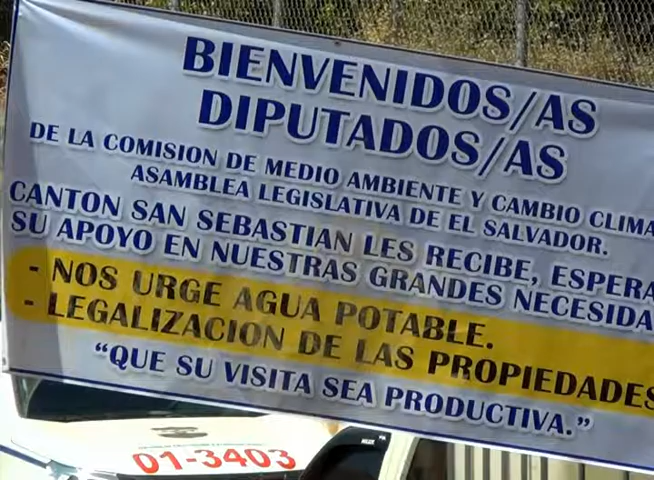 BIENVENIDOS/AS
DIPUTADOS/AS
DE LA COMISION DE MEDIO AMBIENTE Y CAMBIO CLIMA
ASAMBLEA LEGISLATIVA DE EL SALVADOR.
CANTON SAN SEBASTIAN LES RECIBE, ESPERA
SU APOYO EN NUESTRAS GRANDES NECESIDA
- NOS URGE AGUA POTABLE.
- LEGALIZACION DE LAS PROPIEDADES
“QUE SU VISITA SEA PRODUCTIVA.”
01-3403